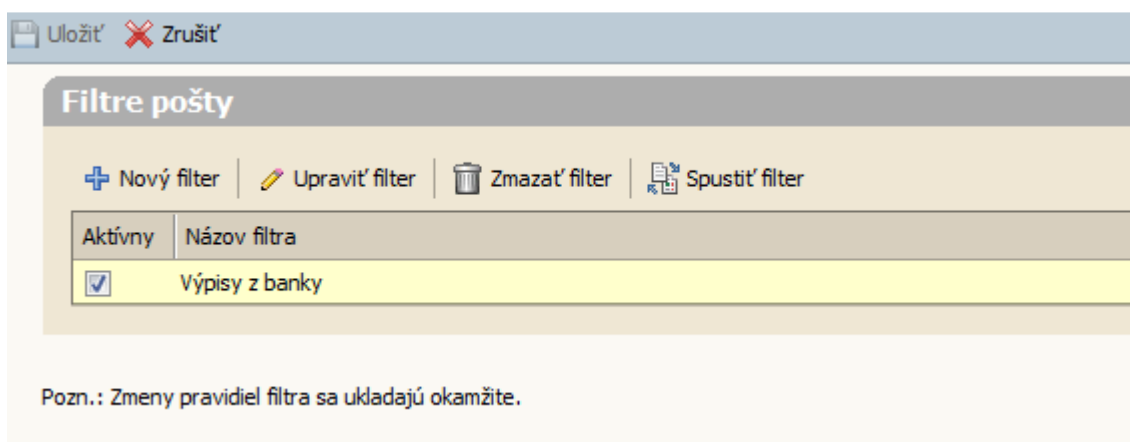 Uložiť Zrušiť
Filtre pošty
Nový filter Upraviť filter Zmazať filter Spustiť filter
Aktívny Názov filtra
Výpisy z banky
Pozn.: Zmeny pravidiel filtra sa ukladajú okamžite.